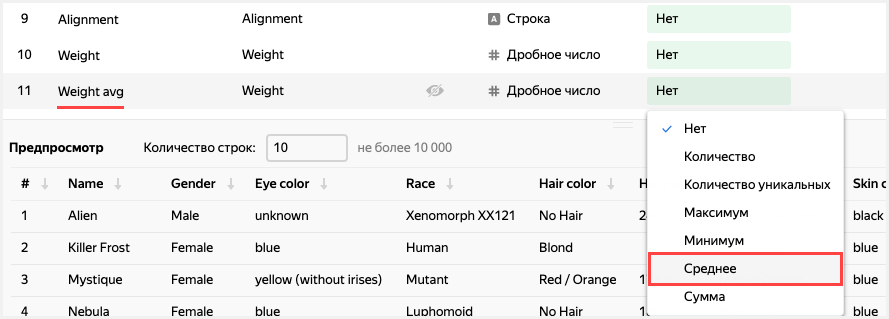 9 Alignment Alignment A Строка Нет
10 Weight Weight # Дробное число Нет
11 Weight avg Weight # Дробное число Нет
Нет
Количество
Количество уникальных
Максимум
Минимум
Среднее
Сумма
Предпросмотр Количество строк: 10 не более 10 000
# Name Gender Eye color Race Hair color H Skin c
1 Alien Male unknown Xenomorph XX121 No Hair 2 black
2 Killer Frost Female blue Human Blond blue
3 Mystique Female yellow (without irises) Mutant Red / Orange 1 blue
4 Nebula Female blue Luphomoid No Hair 1 blue